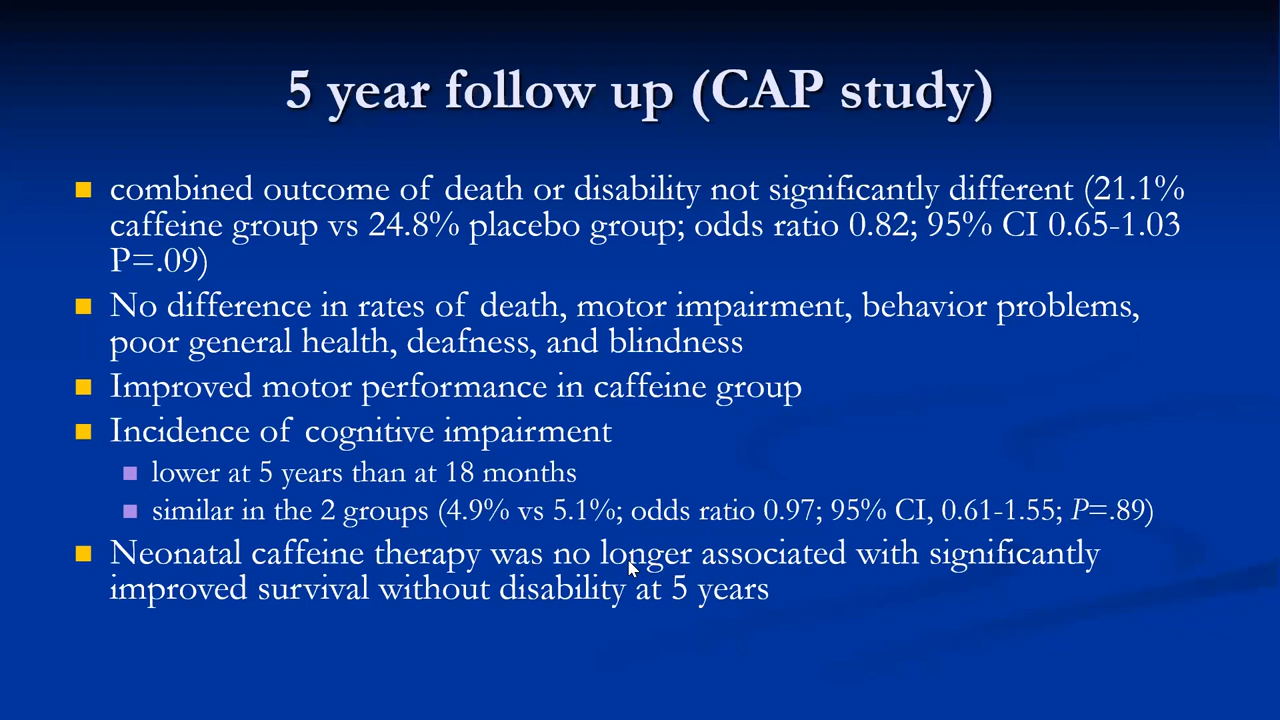 5 year follow up (CAP study)
combined outcome of death or disability not significantly different (21.1%
caffeine group vs 24.8% placebo group; odds ratio 0.82; 95% CI 0.65-1.03
P=.09)
No difference in rates of death, motor impairment, behavior problems,
poor general health, deafness, and blindness
Improved motor performance in caffeine group
Incidence of cognitive impairment
lower at 5 years than at 18 months
similar in the 2 groups (4.9% vs 5.1%; odds ratio 0.97; 95% CI, 0.61-1.55; P=.89)
Neonatal caffeine therapy was no longer associated with significantly
improved survival without disability at 5 years